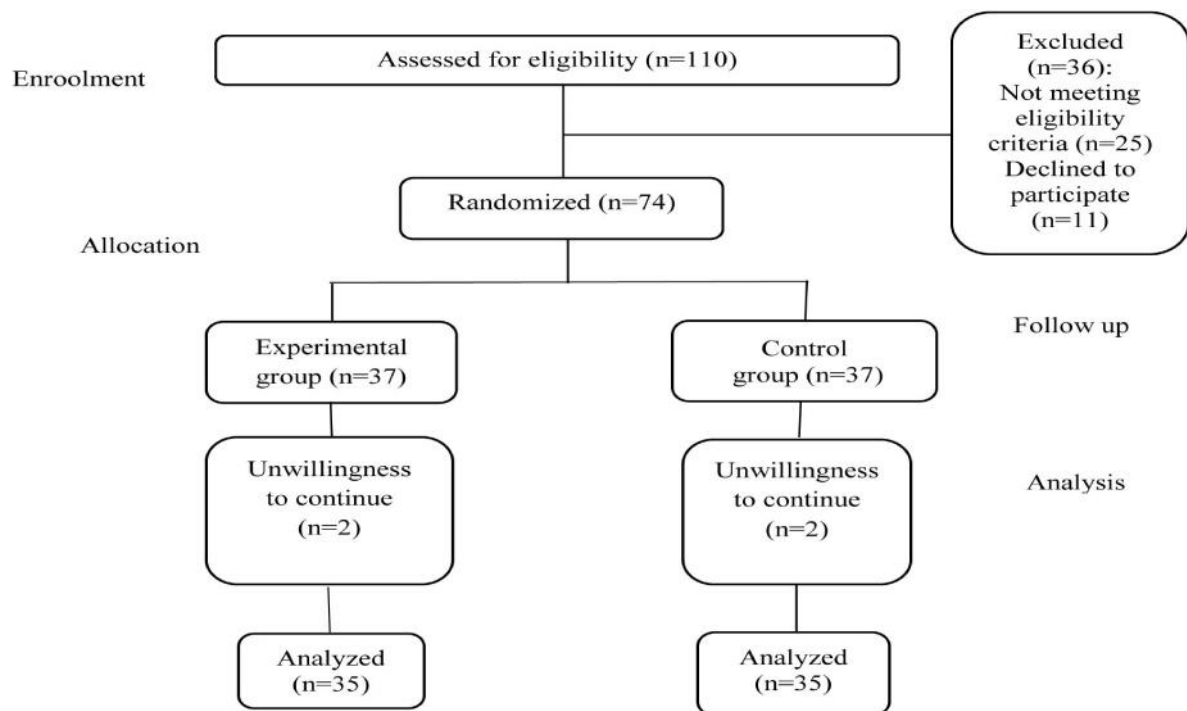 Enroolment
Assessed for eligibility (n=110)
Excluded
(n=36):
Not meeting
eligibility
criteria (n=25)
Declined to
participate
(n=11)
Randomized (n=74)
Allocation
Experimental
group (n=37)
Control
group (n=37)
Follow up
Unwillingness
to continue
(n=2)
Unwillingness
to continue
(n=2)
Analysis
Analyzed
(n=35)
Analyzed
(n=35)